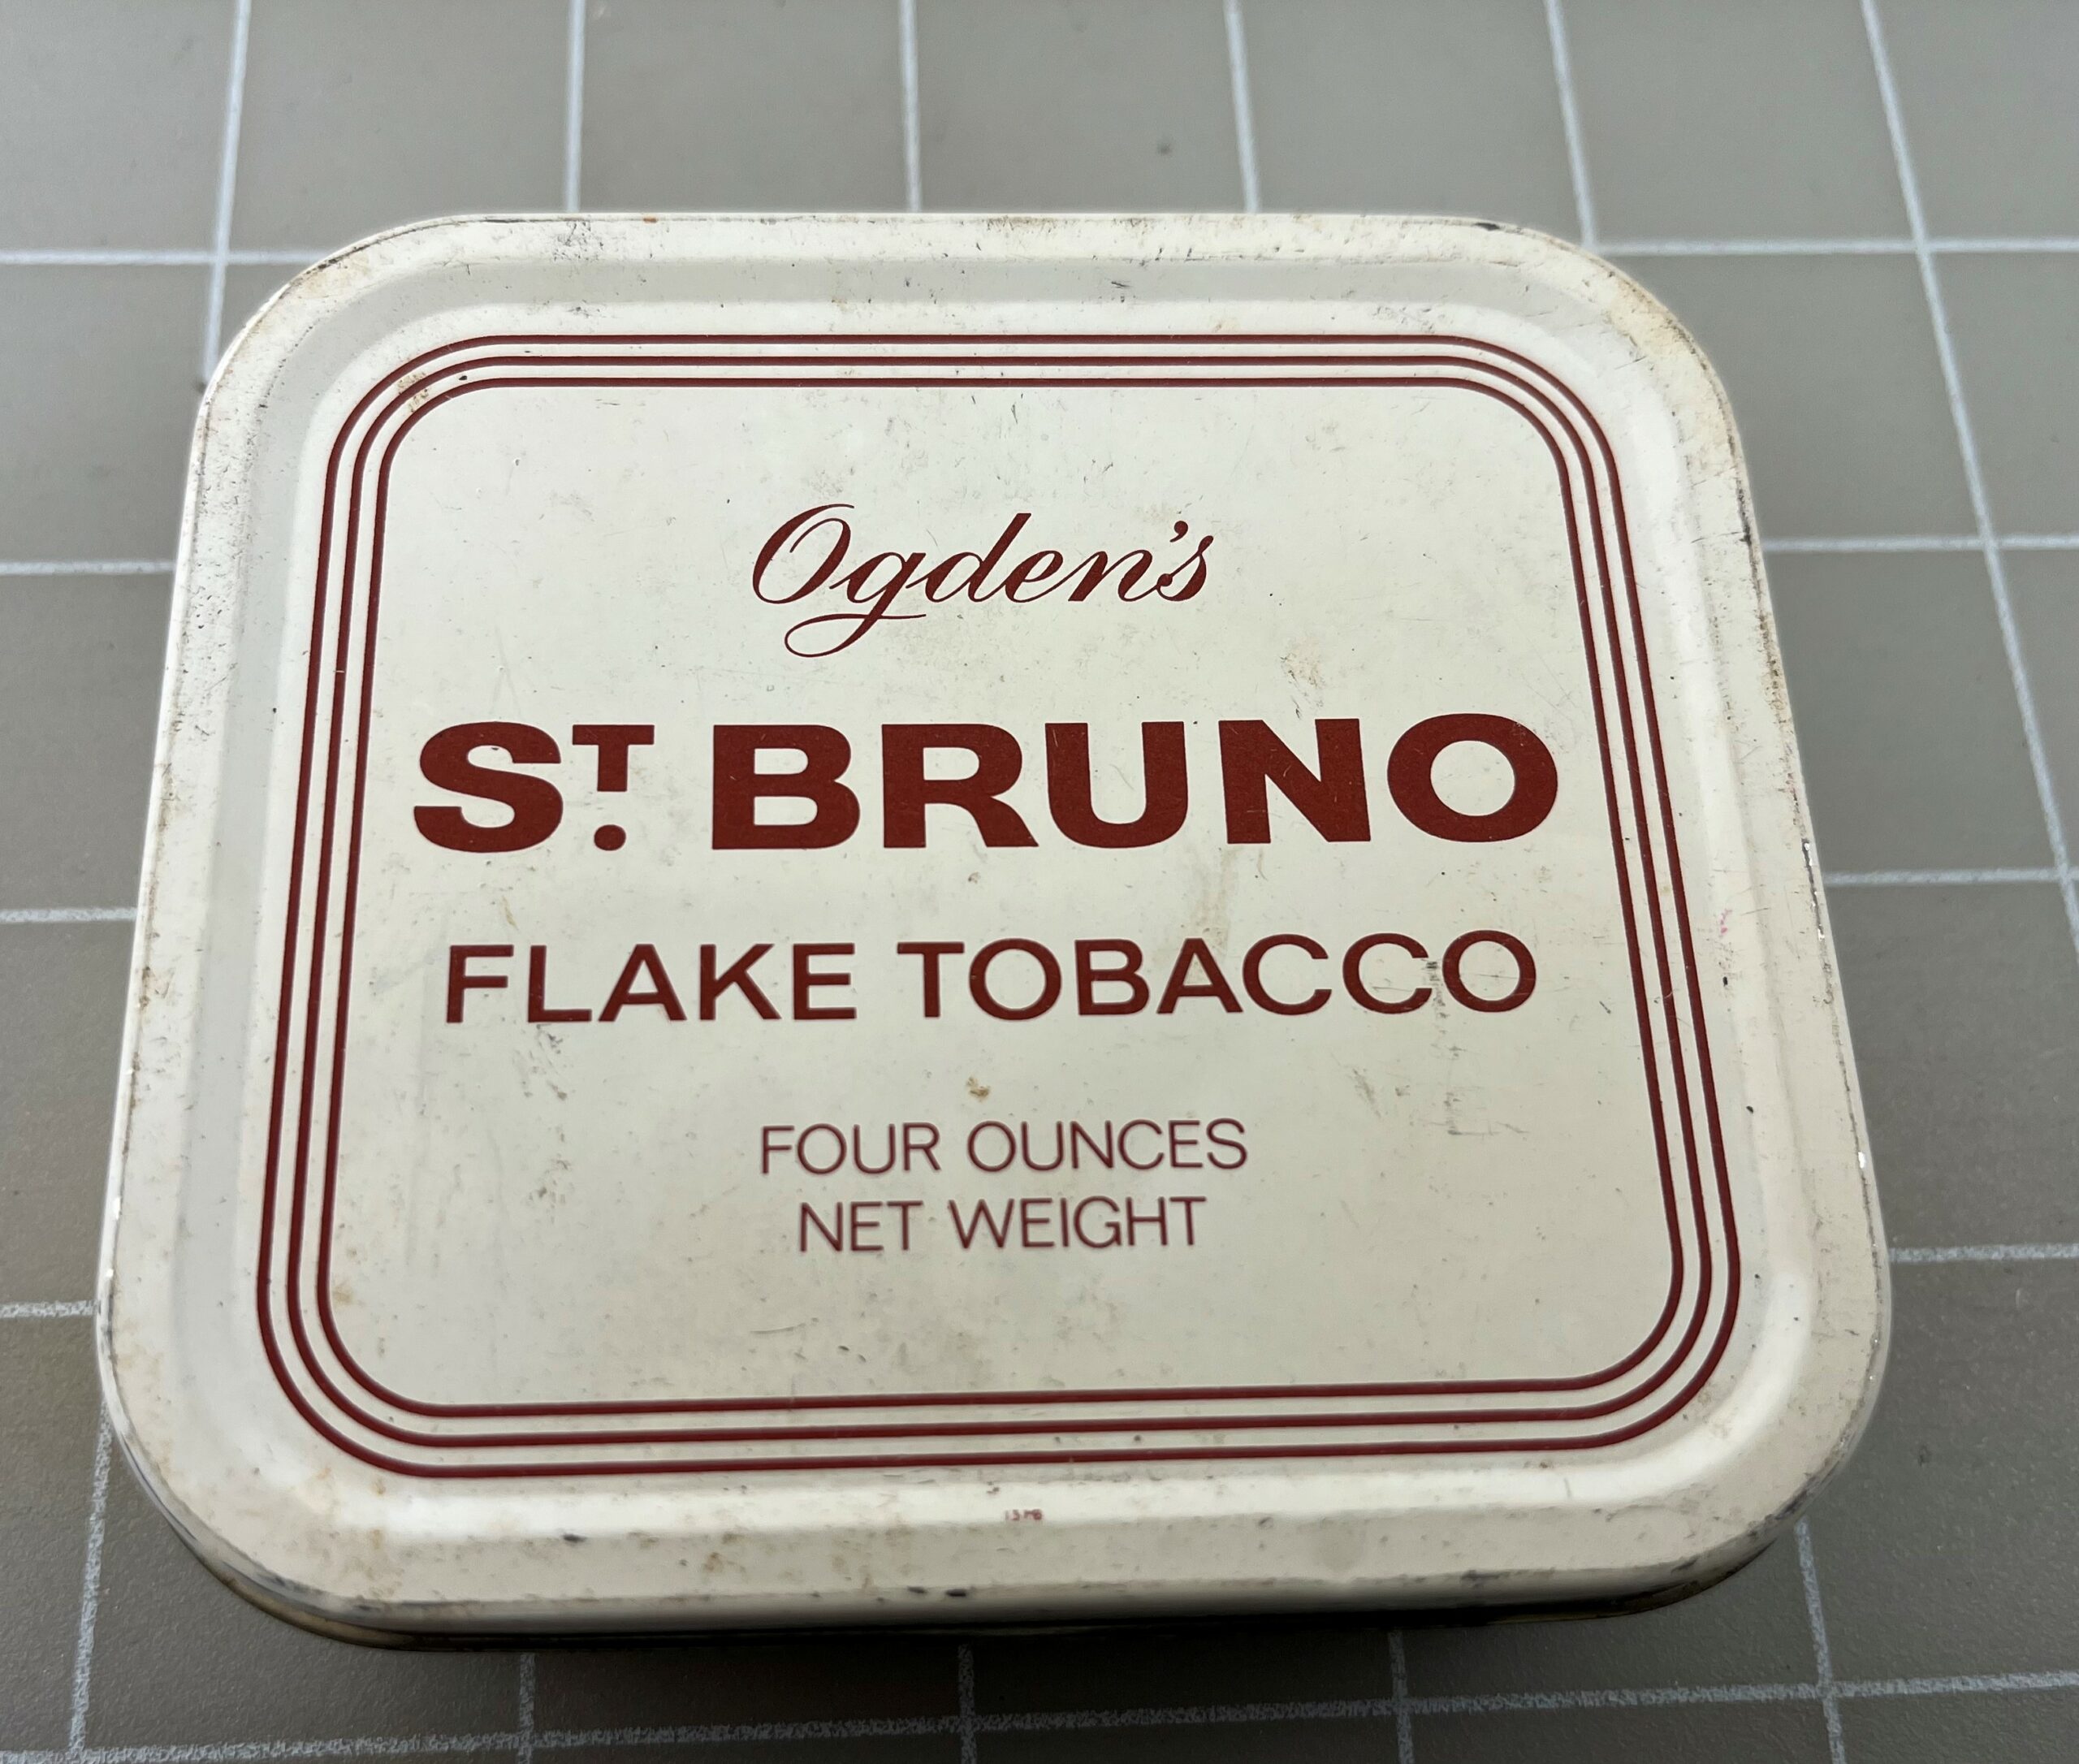 Ogden's
ST. BRUNO
FLAKE TOBACCO
FOUR OUNCES
NET WEIGHT